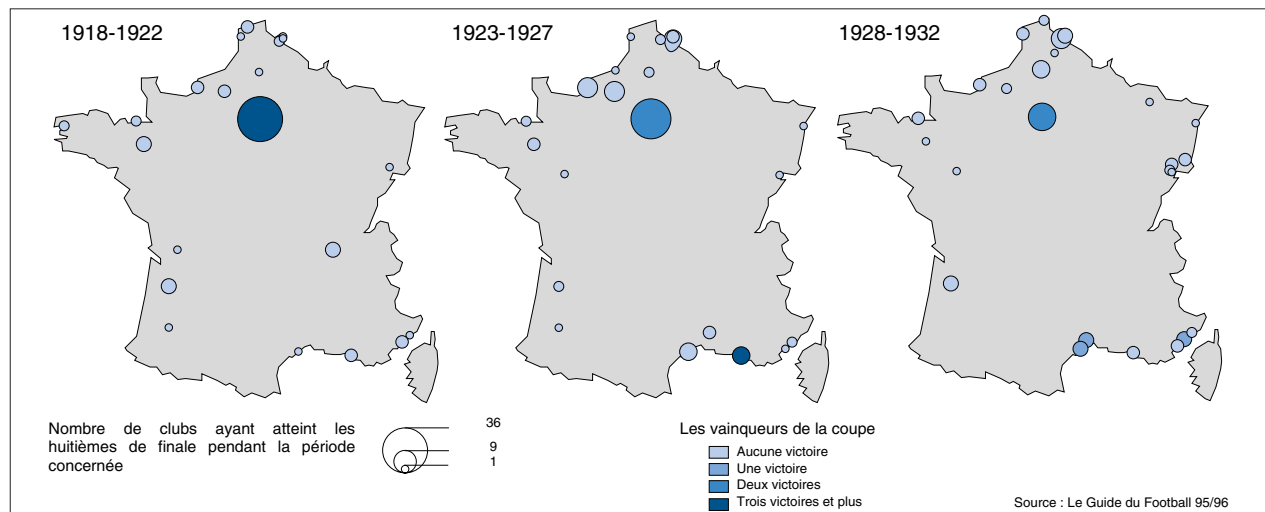 1918-1922
1923-1927
1928-1932
Nombre de clubs ayant atteint les
huitièmes de finale pendant la période
concernée
36
9
1
Les vainqueurs de la coupe
Aucune victoire
Une victoire
Deux victoires
Trois victoires et plus
Source : Le Guide du Football 95/96